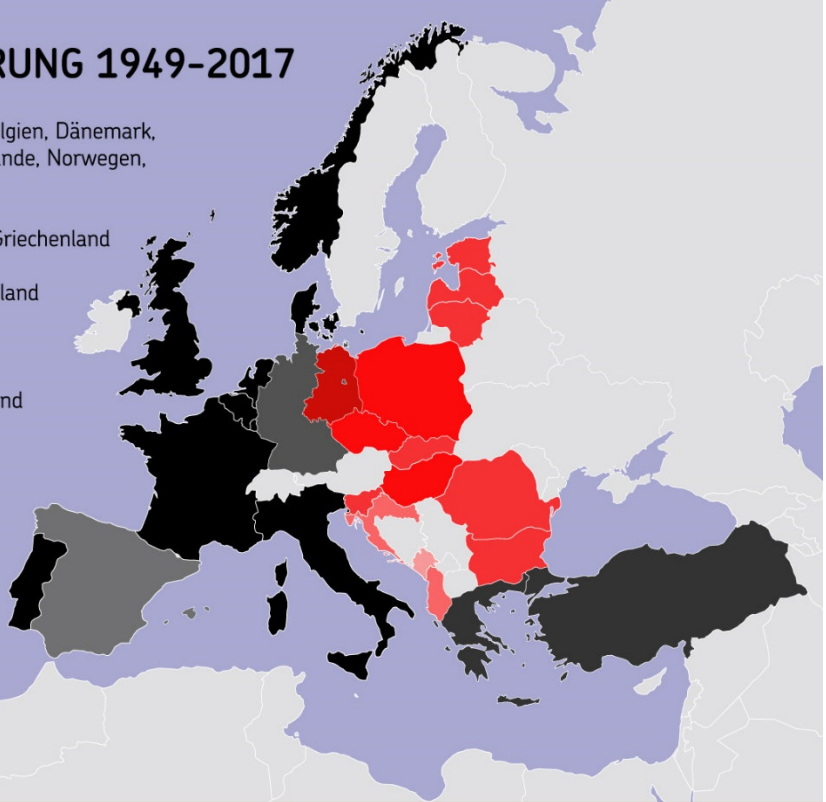 RUNG 1949-2017
lgien, Dänemark,
nde, Norwegen,
Griechenland
land
nd